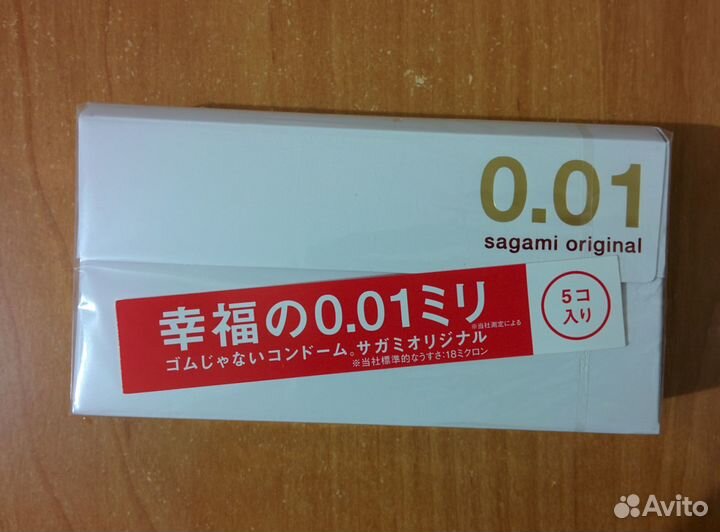 0.01
sagami original
幸福の0.01ミリ
※当社測定による
ゴムじゃないコンドーム。サガミオリジナル
※当社標準的なうすさ:18ミクロン
5コ
入り
Avito